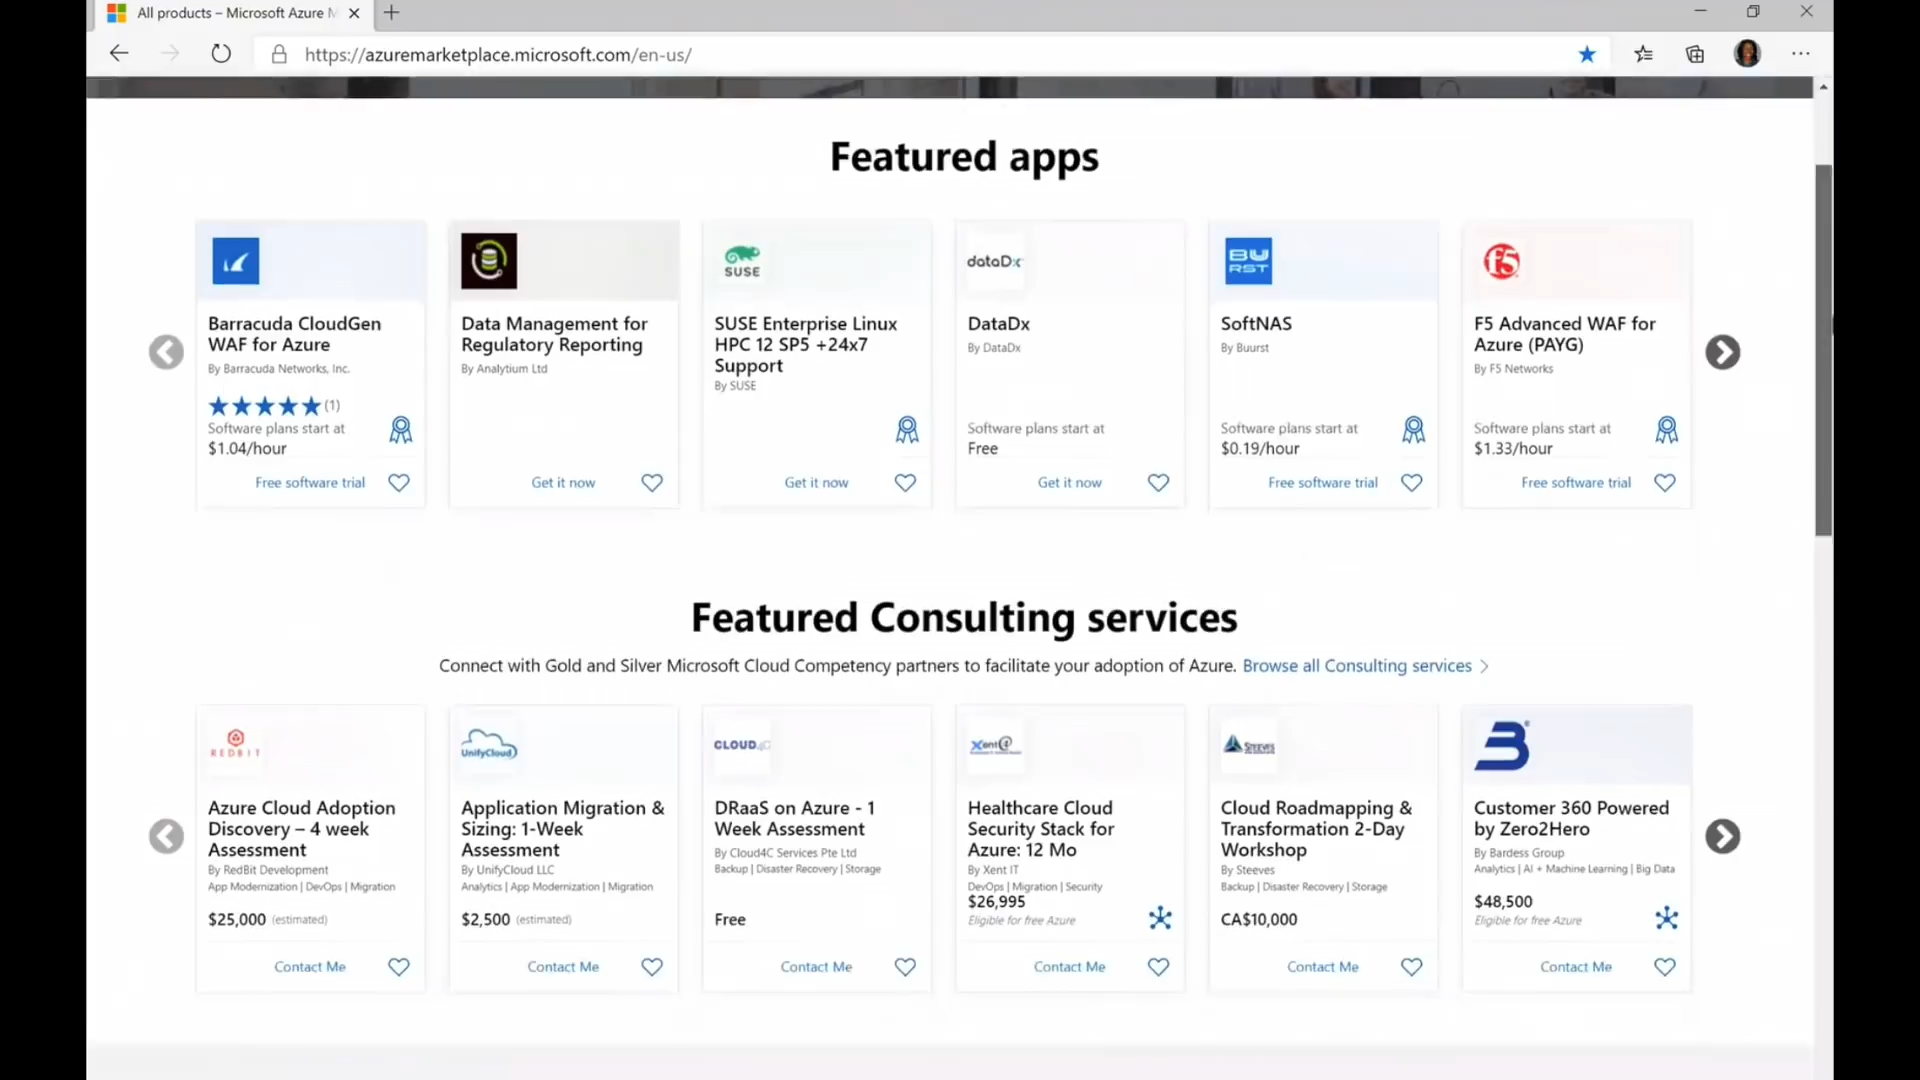 All products – Microsoft Azure M
https://azuremarketplace.microsoft.com/en-us/
Featured apps
Barracuda CloudGen
WAF for Azure
By Barracuda Networks, Inc.
(1)
Software plans start at
$1.04/hour
Free software trial
Data Management for
Regulatory Reporting
By Analytium Ltd
Get it now
SUSE
SUSE Enterprise Linux
HPC 12 SP5 +24x7
Support
By SUSE
Get it now
dataDx
DataDx
By DataDx
Software plans start at
Free
Get it now
BU
RST
SoftNAS
By Buurst
Software plans start at
$0.19/hour
Free software trial
f5
F5 Advanced WAF for
Azure (PAYG)
By F5 Networks
Software plans start at
$1.33/hour
Free software trial
Featured Consulting services
Connect with Gold and Silver Microsoft Cloud Competency partners to facilitate your adoption of Azure. Browse all Consulting services
REDBIT
Azure Cloud Adoption
Discovery – 4 week
Assessment
By RedBit Development
App Modernization | DevOps | Migration
$25,000 (estimated)
Contact Me
UnifyCloud
Application Migration &
Sizing: 1-Week
Assessment
By UnifyCloud LLC
Analytics | App Modernization | Migration
$2,500 (estimated)
Contact Me
CLOUD4C
DRaaS on Azure - 1
Week Assessment
By Cloud4C Services Pte Ltd
Backup | Disaster Recovery | Storage
Free
Contact Me
Xent
Healthcare Cloud
Security Stack for
Azure: 12 Mo
By Xent IT
DevOps | Migration | Security
$26,995
Eligible for free Azure
Contact Me
STEEVES
Cloud Roadmapping &
Transformation 2-Day
Workshop
By Steeves
Backup | Disaster Recovery | Storage
CA$10,000
Contact Me
B
Customer 360 Powered
by Zero2Hero
By Bardess Group
Analytics | AI + Machine Learning | Big Data
$48,500
Eligible for free Azure
Contact Me